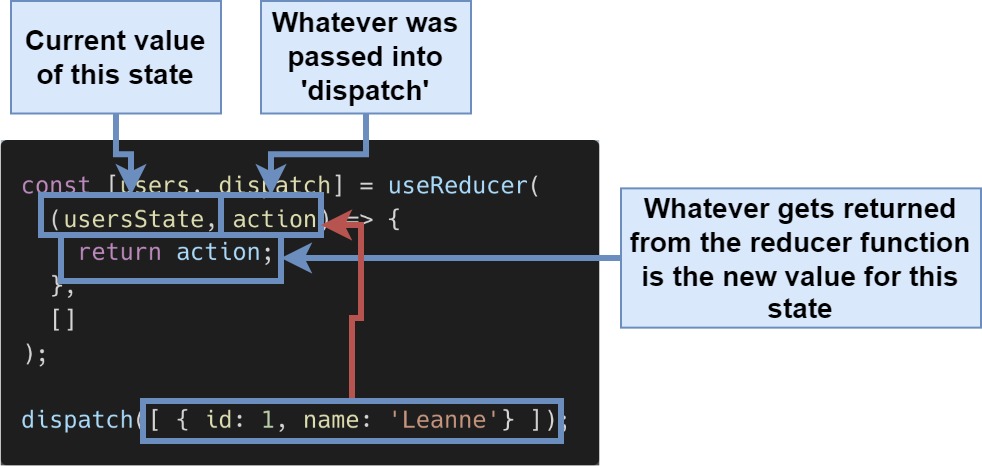 Current value
of this state
Whatever was
passed into
'dispatch'
const [users, dispatch] = useReducer(
(usersState, action) => {
return action;
},
[]
);
dispatch([ { id: 1, name: 'Leanne'} ]);
Whatever gets returned
from the reducer function
is the new value for this
state